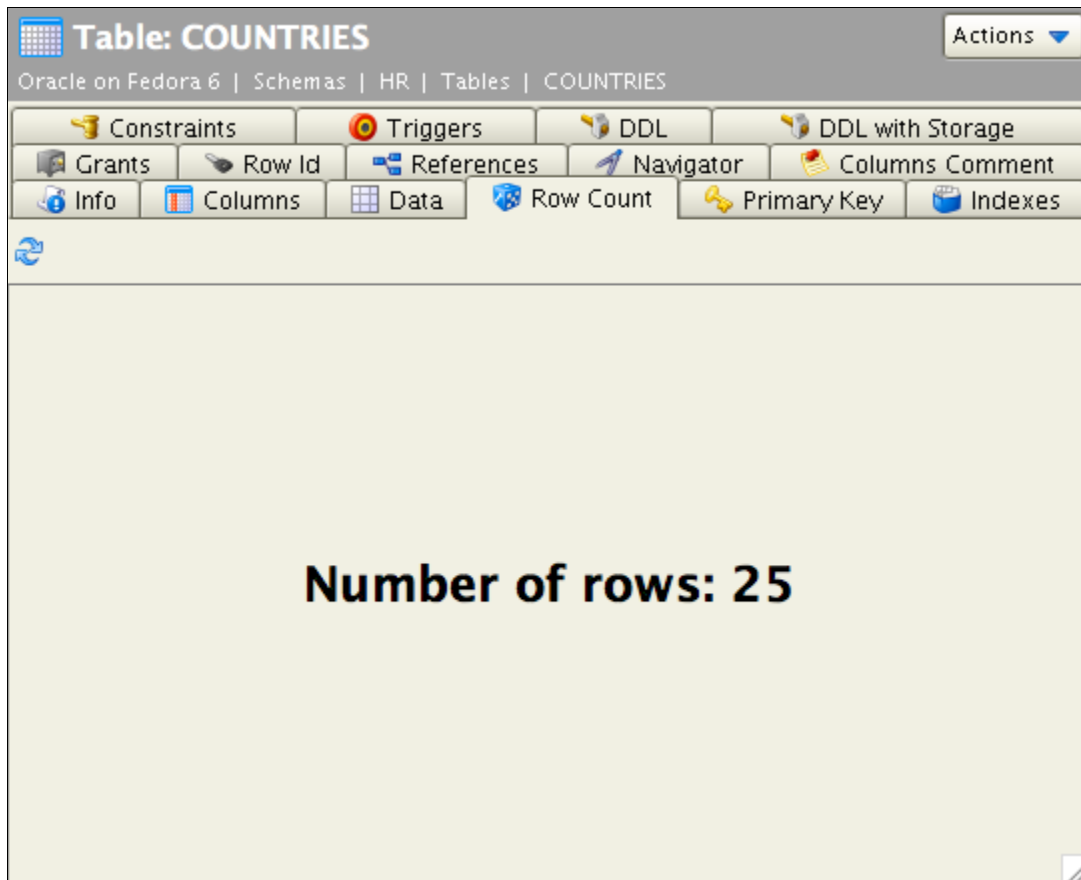 Table: COUNTRIES
Actions
Oracle on Fedora 6 | Schemas | HR | Tables | COUNTRIES
Constraints Triggers DDL DDL with Storage
Grants Row Id References Navigator Columns Comment
Info Columns Data Row Count Primary Key Indexes
Number of rows: 25